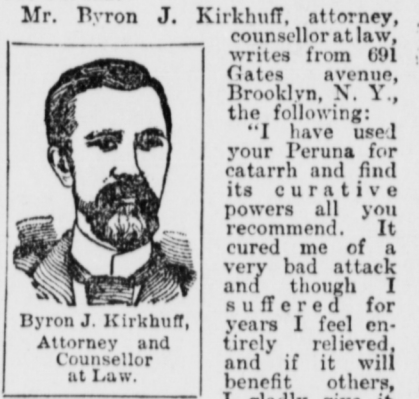 Mr. Byron J. Kirkhuff, attorney,
counsellor at law,
writes from 691
Gates avenue,
Brooklyn, N. Y.,
the following:
"I have used
your Peruna for
catarrh and find
its curative
powers all you
recommend. It
cured me of a
very bad attack
and though I
suffered for
years I feel en-
tirely relieved,
and if it will
benefit others,
I gladly give it
Byron J. Kirkhuff,
Attorney and
Counsellor
at Law.